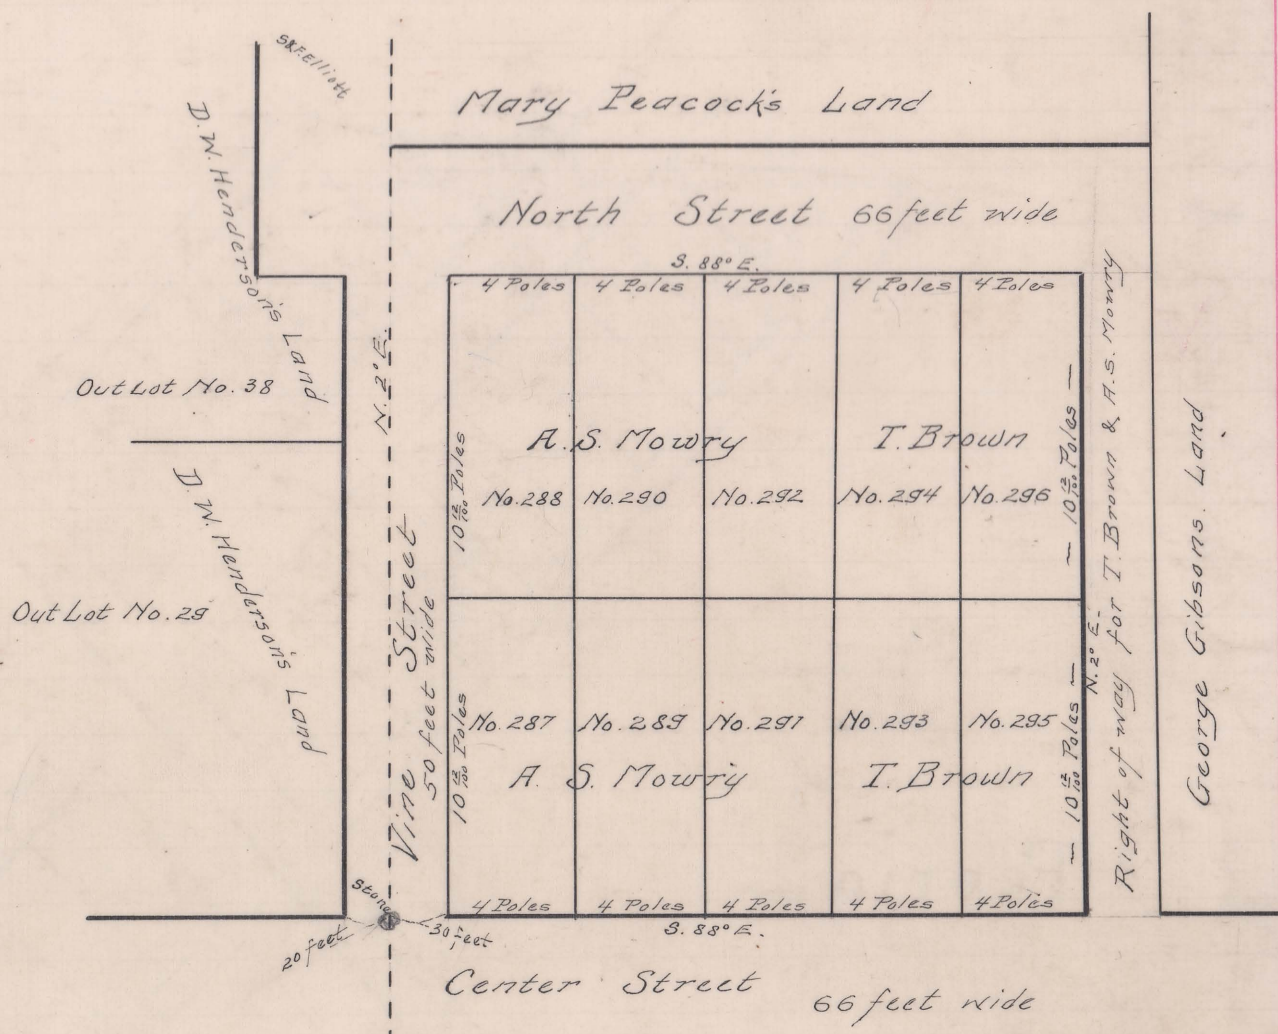 S&F. Elliott
Mary Peacock's Land
D. W. Henderson's Land
North Street 66 feet wide
S. 88° E.
4 Poles 4 Poles 4 Poles 4 Poles 4 Poles
N. 2° E.
Out Lot No. 38
A. S. Mowry T. Brown
10 12/100 Poles
No. 288 No. 290 No. 292 No. 294 No. 296
— 10 12/100 Poles —
D. W. Henderson's Land
Out Lot No. 29
Vine Street
50 feet wide
Right of way for T. Brown & A. S. Mowry
N. 2° E.
George Gibsons. Land
10 12/100 Poles
No. 287 No. 289 No. 291 No. 293 No. 295
— 10 12/100 Poles —
A. S. Mowry T. Brown
4 Poles 4 Poles 4 Poles 4 Poles 4 Poles
S. 88° E.
Stone
20 feet
30 feet
Center Street
66 feet wide